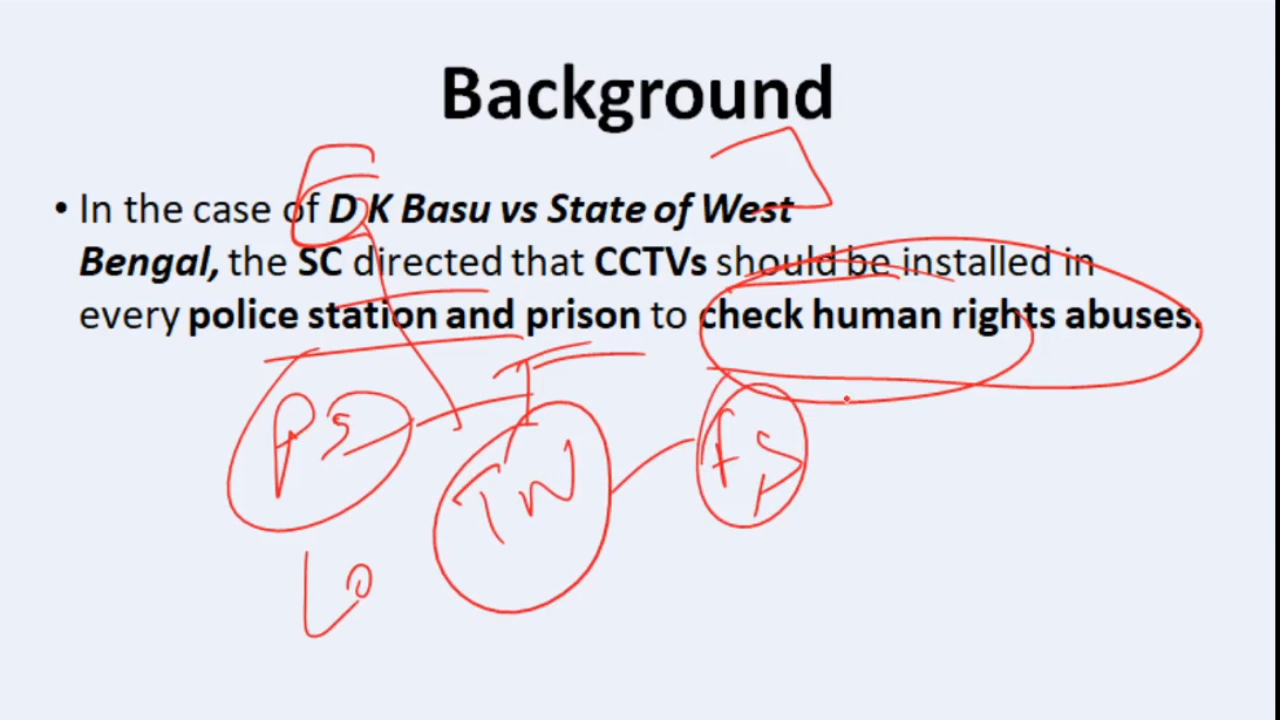 Background
• In the case of D K Basu vs State of West
Bengal, the SC directed that CCTVs should be installed in
every police station and prison to check human rights abuses.
PS
TN